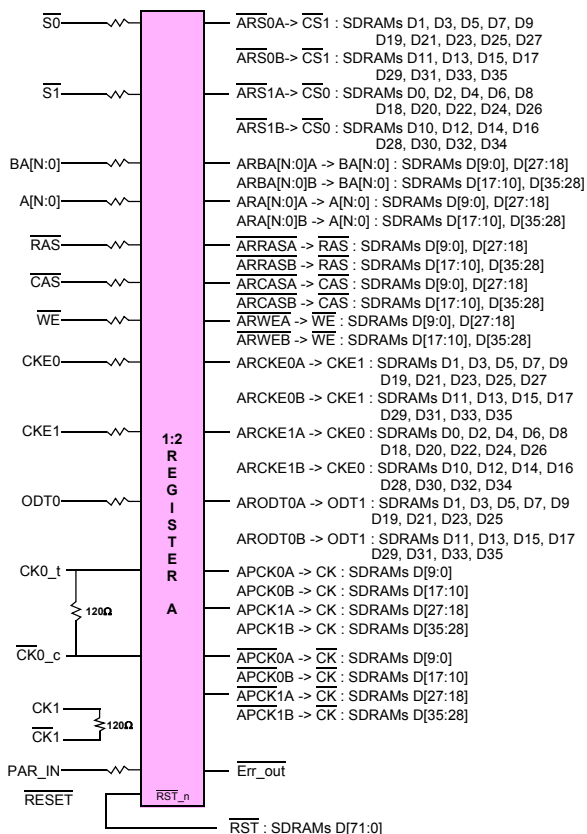 S0
ARS0A-> CS1 : SDRAMs D1, D3, D5, D7, D9
D19, D21, D23, D25, D27
ARS0B-> CS1 : SDRAMs D11, D13, D15, D17
D29, D31, D33, D35
S1
ARS1A-> CS0 : SDRAMs D0, D2, D4, D6, D8
D18, D20, D22, D24, D26
ARS1B-> CS0 : SDRAMs D10, D12, D14, D16
D28, D30, D32, D34
BA[N:0]
ARBA[N:0]A -> BA[N:0] : SDRAMs D[9:0], D[27:18]
ARBA[N:0]B -> BA[N:0] : SDRAMs D[17:10], D[35:28]
A[N:0]
ARA[N:0]A -> A[N:0] : SDRAMs D[9:0], D[27:18]
ARA[N:0]B -> A[N:0] : SDRAMs D[17:10], D[35:28]
RAS
ARRASA -> RAS : SDRAMs D[9:0], D[27:18]
ARRASB -> RAS : SDRAMs D[17:10], D[35:28]
CAS
ARCASA -> CAS : SDRAMs D[9:0], D[27:18]
ARCASB -> CAS : SDRAMs D[17:10], D[35:28]
WE
ARWEA -> WE : SDRAMs D[9:0], D[27:18]
ARWEB -> WE : SDRAMs D[17:10], D[35:28]
CKE0
ARCKE0A -> CKE1 : SDRAMs D1, D3, D5, D7, D9
D19, D21, D23, D25, D27
ARCKE0B -> CKE1 : SDRAMs D11, D13, D15, D17
D29, D31, D33, D35
CKE1
ARCKE1A -> CKE0 : SDRAMs D0, D2, D4, D6, D8
D18, D20, D22, D24, D26
ARCKE1B -> CKE0 : SDRAMs D10, D12, D14, D16
D28, D30, D32, D34
1:2
REGISTER A
ODT0
ARODT0A -> ODT1 : SDRAMs D1, D3, D5, D7, D9
D19, D21, D23, D25
ARODT0B -> ODT1 : SDRAMs D11, D13, D15, D17
D29, D31, D33, D35
CK0_t
APCK0A -> CK : SDRAMs D[9:0]
APCK0B -> CK : SDRAMs D[17:10]
120Ω
APCK1A -> CK : SDRAMs D[27:18]
APCK1B -> CK : SDRAMs D[35:28]
CK0_c
APCK0A -> CK : SDRAMs D[9:0]
APCK0B -> CK : SDRAMs D[17:10]
APCK1A -> CK : SDRAMs D[27:18]
APCK1B -> CK : SDRAMs D[35:28]
CK1
120Ω
CK1
PAR_IN
Err_out
RESET
RST_n
RST : SDRAMs D[71:0]